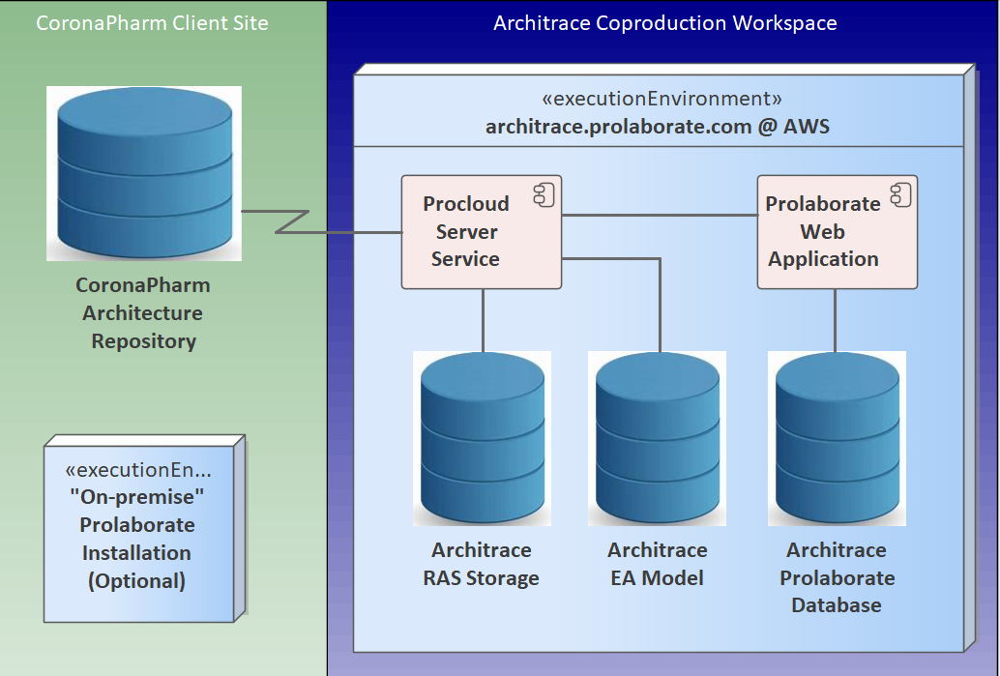 CoronaPharm Client Site
CoronaPharm
Architecture
Repository
«executionEn...
"On-premise"
Prolaborate
Installation
(Optional)
Architrace Coproduction Workspace
«executionEnvironment»
architrace.prolaborate.com @ AWS
Procloud
Server
Service
Prolaborate
Web
Application
Architrace
RAS Storage
Architrace
EA Model
Architrace
Prolaborate
Database